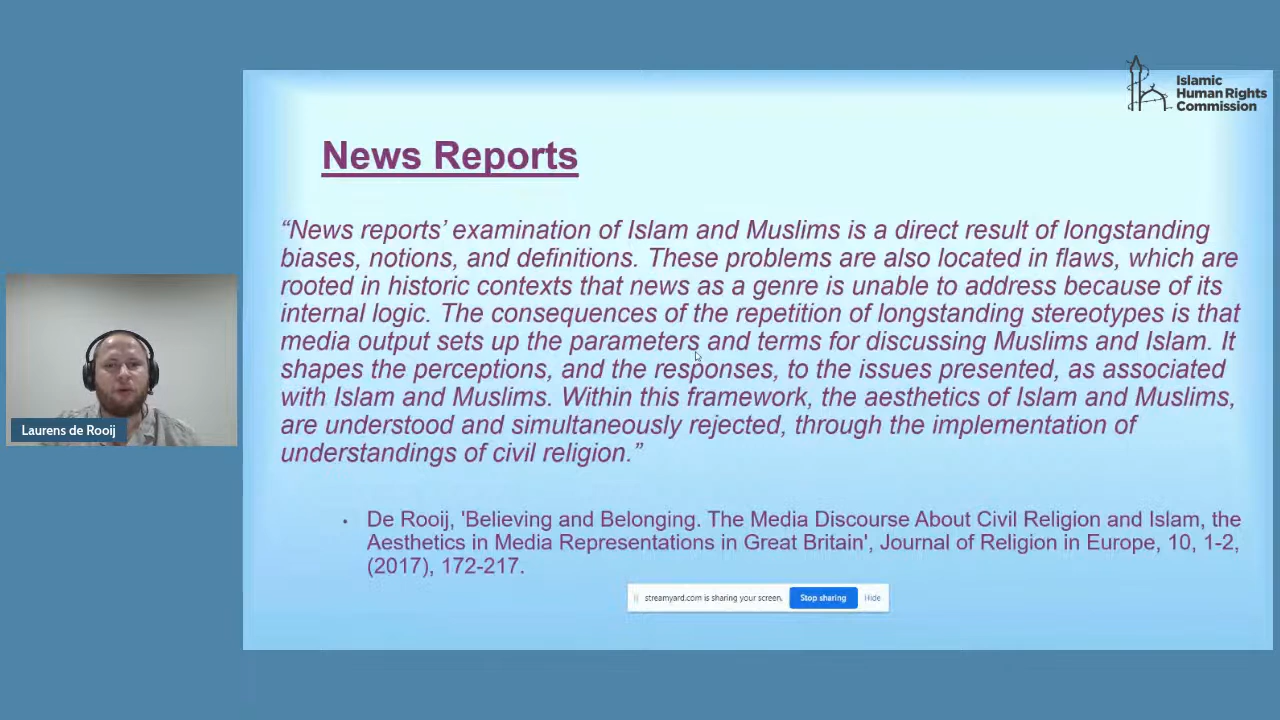 Islamic
Human Rights
Commission
News Reports
“News reports’ examination of Islam and Muslims is a direct result of longstanding
biases, notions, and definitions. These problems are also located in flaws, which are
rooted in historic contexts that news as a genre is unable to address because of its
internal logic. The consequences of the repetition of longstanding stereotypes is that
media output sets up the parameters and terms for discussing Muslims and Islam. It
shapes the perceptions, and the responses, to the issues presented, as associated
with Islam and Muslims. Within this framework, the aesthetics of Islam and Muslims,
are understood and simultaneously rejected, through the implementation of
understandings of civil religion.”
• De Rooij, 'Believing and Belonging. The Media Discourse About Civil Religion and Islam, the
Aesthetics in Media Representations in Great Britain', Journal of Religion in Europe, 10, 1-2,
(2017), 172-217.
Laurens de Rooij
streamyard.com is sharing your screen. Stop sharing Hide